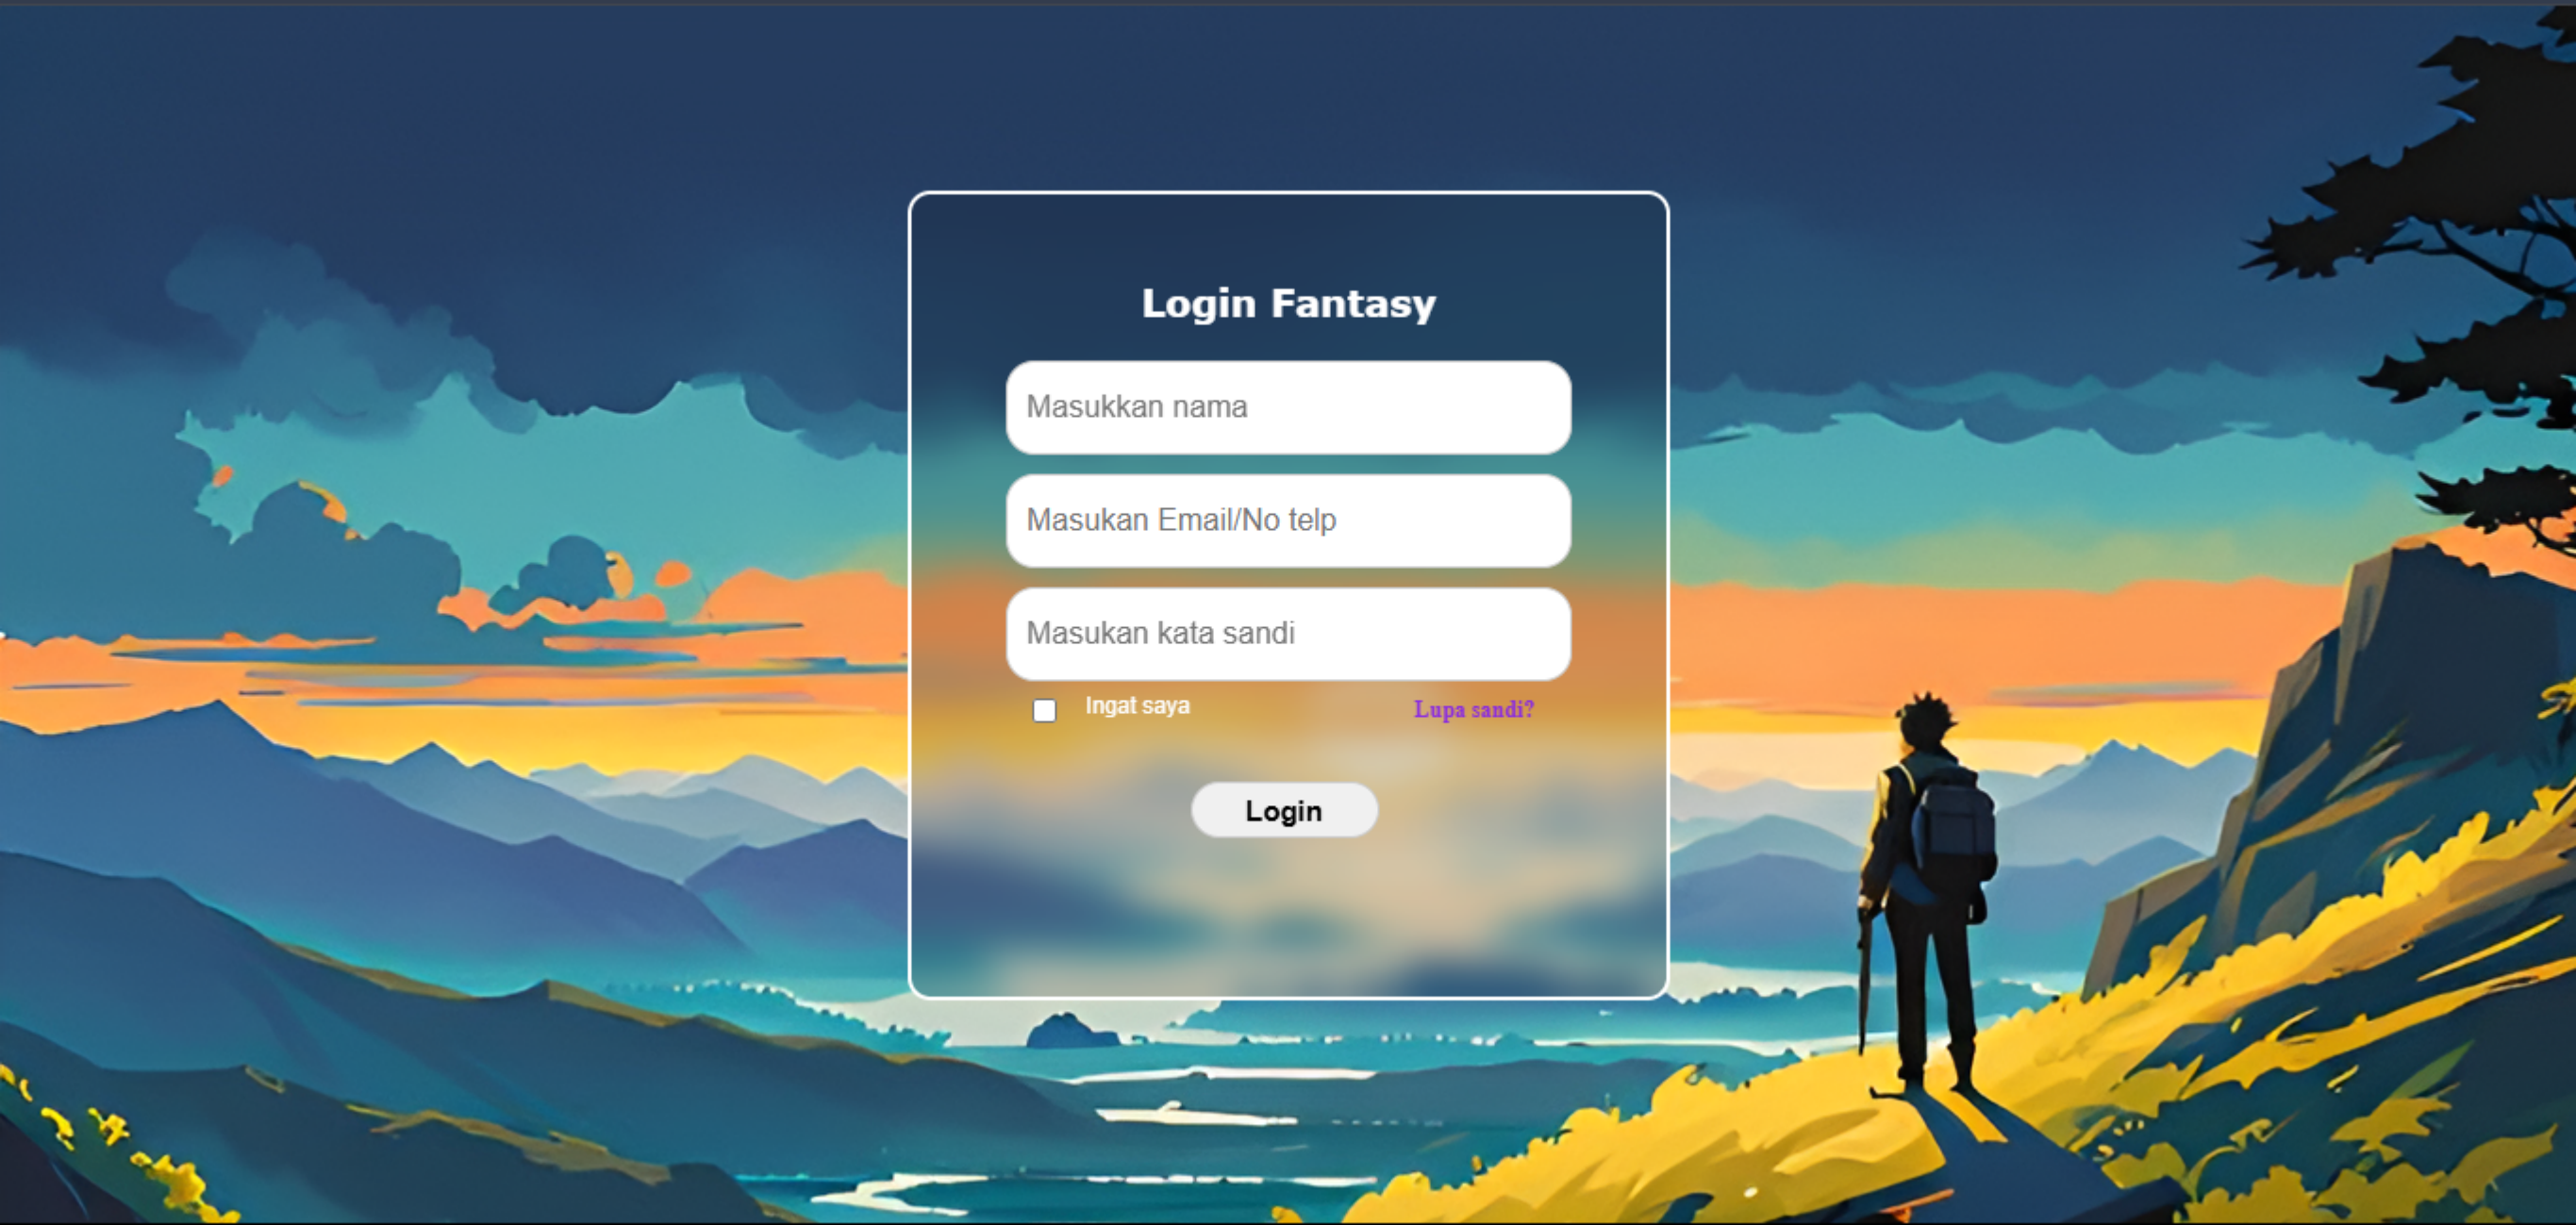 Login Fantasy
Masukkan nama
Masukan Email/No telp
Masukan kata sandi
Ingat saya
Lupa sandi?
Login